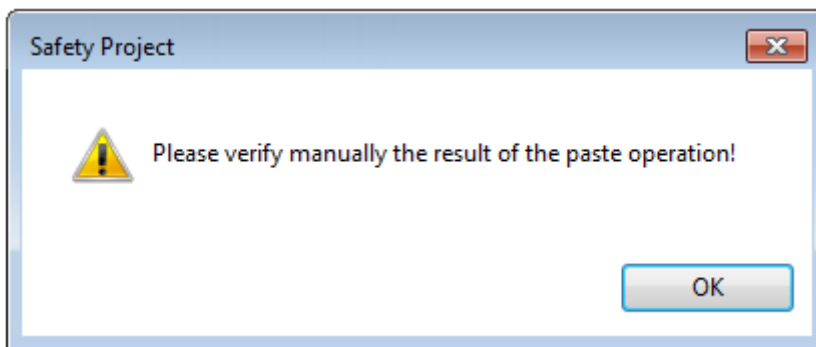 Safety Project
Please verify manually the result of the paste operation!
OK